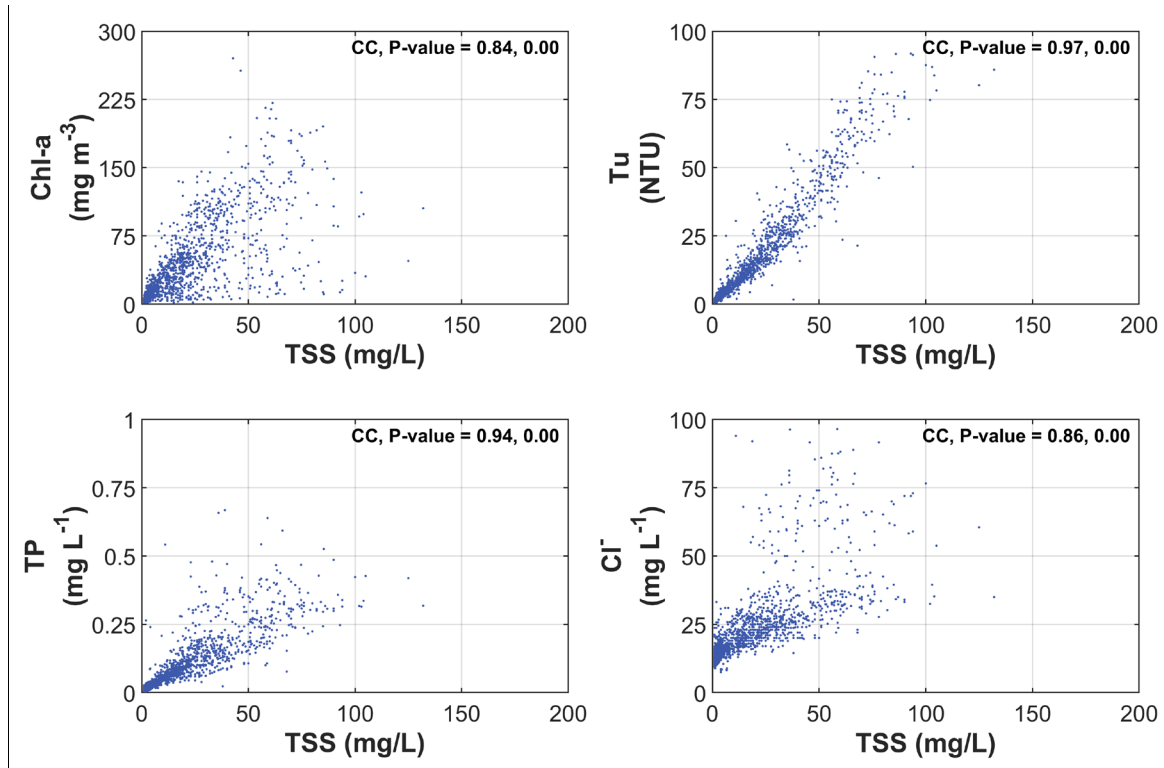 CC, P-value = 0.84, 0.00
300
225
150
75
0
Chl-a
(mg m⁻³)
0 50 100 150 200
TSS (mg/L)
CC, P-value = 0.97, 0.00
100
75
50
25
0
Tu
(NTU)
0 50 100 150 200
TSS (mg/L)
CC, P-value = 0.94, 0.00
1
0.75
0.5
0.25
0
TP
(mg L⁻¹)
0 50 100 150 200
TSS (mg/L)
CC, P-value = 0.86, 0.00
100
75
50
25
0
Cl⁻
(mg L⁻¹)
0 50 100 150 200
TSS (mg/L)